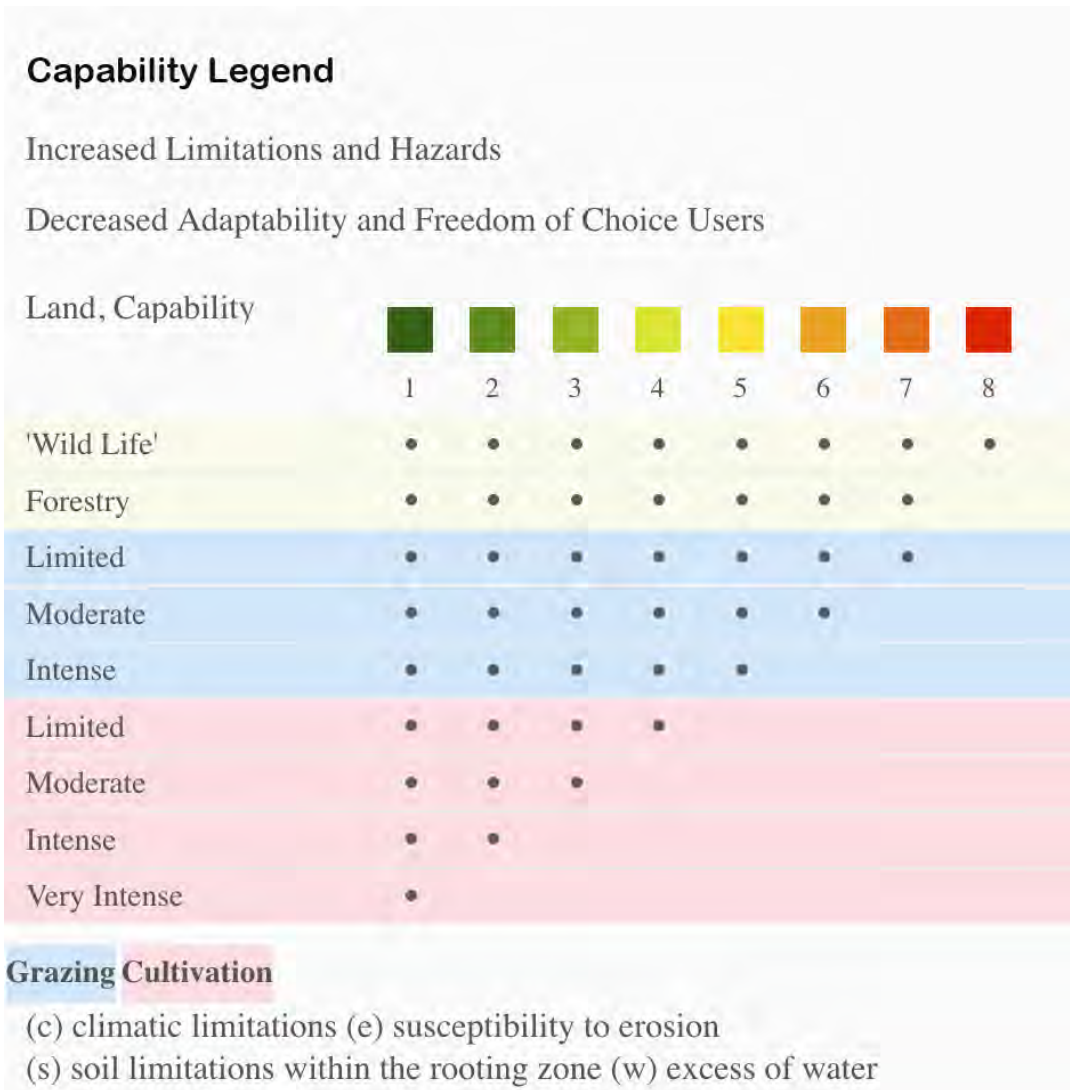 Capability Legend
Increased Limitations and Hazards
Decreased Adaptability and Freedom of Choice Users
Land, Capability
1 2 3 4 5 6 7 8
'Wild Life' • • • • • • • •
Forestry • • • • • • •
Limited • • • • • • •
Moderate • • • • • •
Intense • • • • •
Limited • • • •
Moderate • • •
Intense • •
Very Intense •
Grazing Cultivation
(c) climatic limitations (e) susceptibility to erosion
(s) soil limitations within the rooting zone (w) excess of water